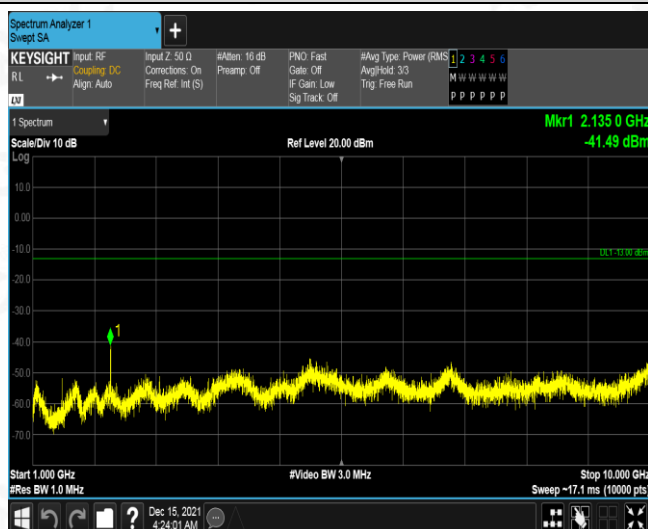 Spectrum Analyzer 1
Swept SA
+
KEYSIGHT Input: RF Input Z: 50 Ω #Atten: 16 dB PNO: Fast #Avg Type: Power (RMS 1 2 3 4 5 6
RL Coupling: DC Corrections: On Preamp: Off Gate: Off Avg|Hold: 3/3 M W W W W W
Align: Auto Freq Ref: Int (S) IF Gain: Low Trig: Free Run
Sig Track: Off P P P P P P
LXI
1 Spectrum Mkr1 2.135 0 GHz
Scale/Div 10 dB Ref Level 20.00 dBm -41.49 dBm
Log
10.0
0.00
-10.0
DL1 -13.00 dBm
-20.0
-30.0
1
-40.0
-50.0
-60.0
-70.0
Start 1.000 GHz #Video BW 3.0 MHz Stop 10.000 GHz
#Res BW 1.0 MHz Sweep ~17.1 ms (10000 pts)
? Dec 15, 2021
4:24:01 AM